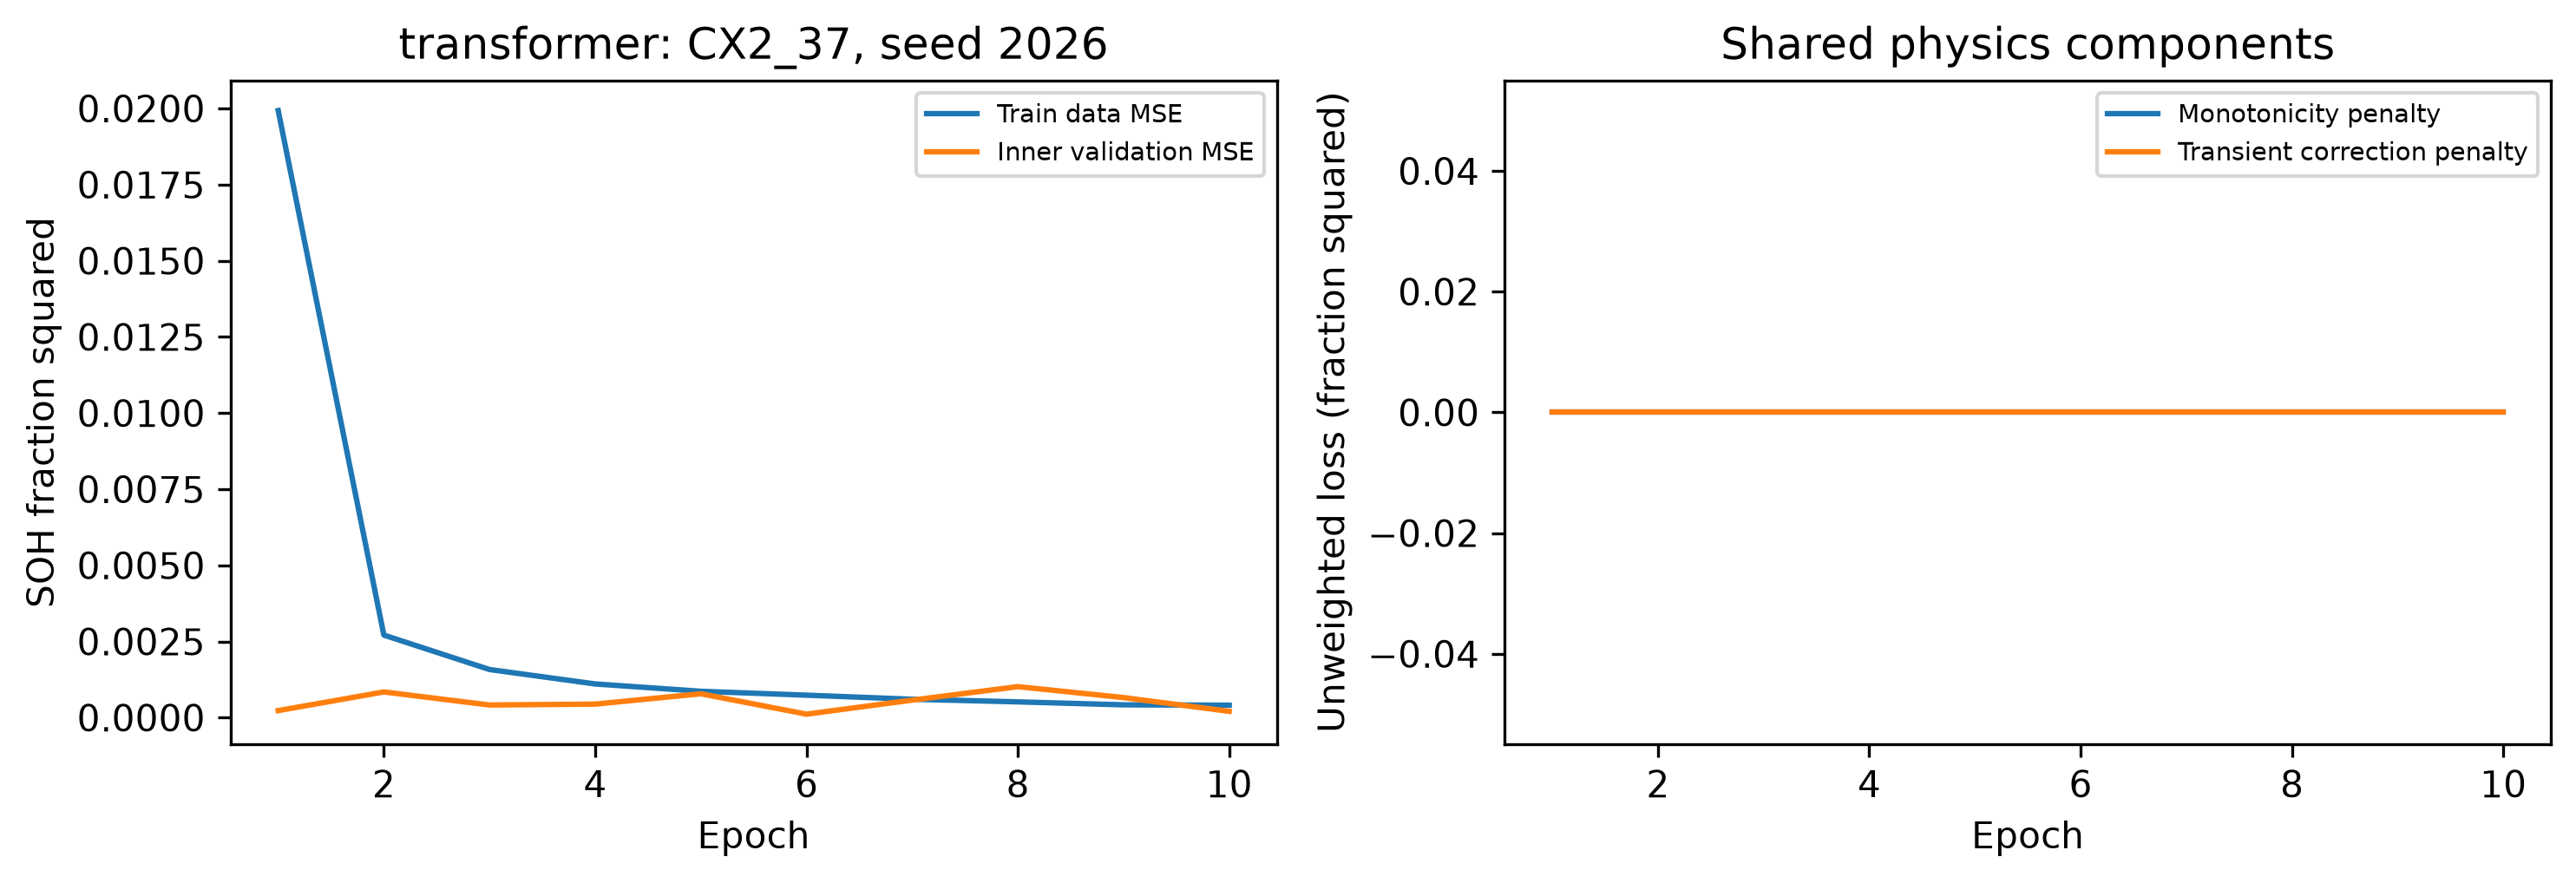 transformer: CX2_37, seed 2026
SOH fraction squared
0.0200
0.0175
0.0150
0.0125
0.0100
0.0075
0.0050
0.0025
0.0000
Train data MSE
Inner validation MSE
2 4 6 8 10
Epoch
Shared physics components
Unweighted loss (fraction squared)
0.04
0.02
0.00
−0.02
−0.04
Monotonicity penalty
Transient correction penalty
2 4 6 8 10
Epoch